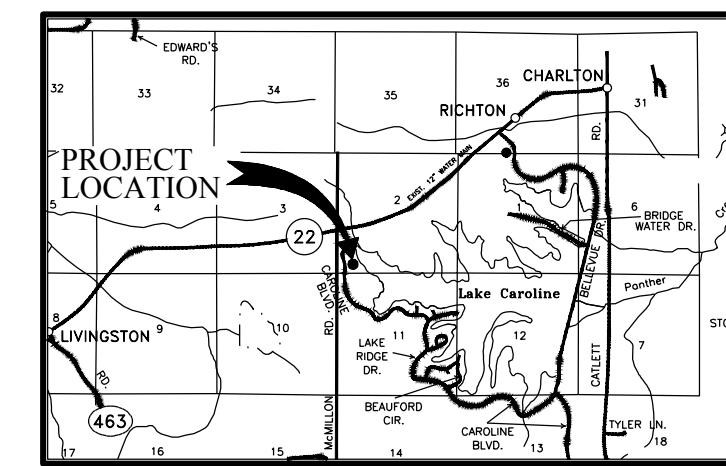 EDWARD'S
RD.
32
33
34
35
36
CHARLTON
31
RICHTON
PROJECT
LOCATION
RD.
EXIST. 12" WATER MAIN
5
4
3
2
1
6
BRIDGE
WATER DR.
22
BELLEVUE DR.
CAROLINE
BLVD.
Panther
Lake Caroline
8
LIVINGSTON
9
10
RD.
11
12
7
STO
LAKE
RIDGE
DR.
CATLETT
RD.
463
BEAUFORD
CIR.
McMILLON
CAROLINE
BLVD.
TYLER LN.
17
16
15
14
13
18